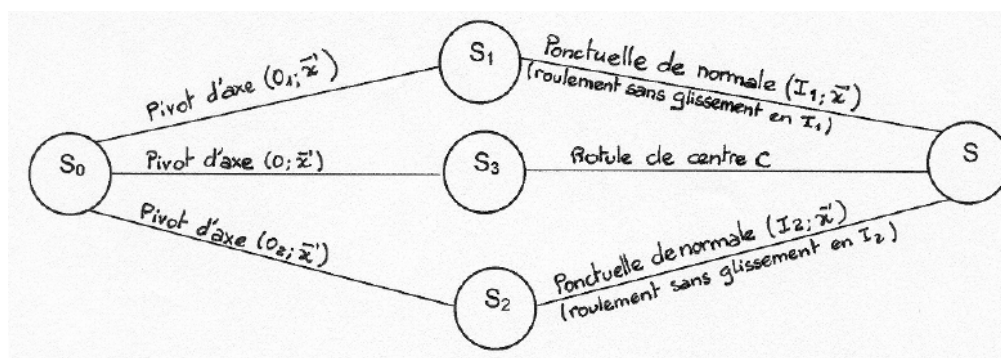 S1
Pivot d'axe (O1; x⃗)
Ponctuelle de normale (I1; x⃗)
(roulement sans glissement en I1)
S0
Pivot d'axe (O; x⃗)
S3
Rotule de centre C
S
Pivot d'axe (O2; x⃗)
S2
Ponctuelle de normale (I2; x⃗)
(roulement sans glissement en I2)